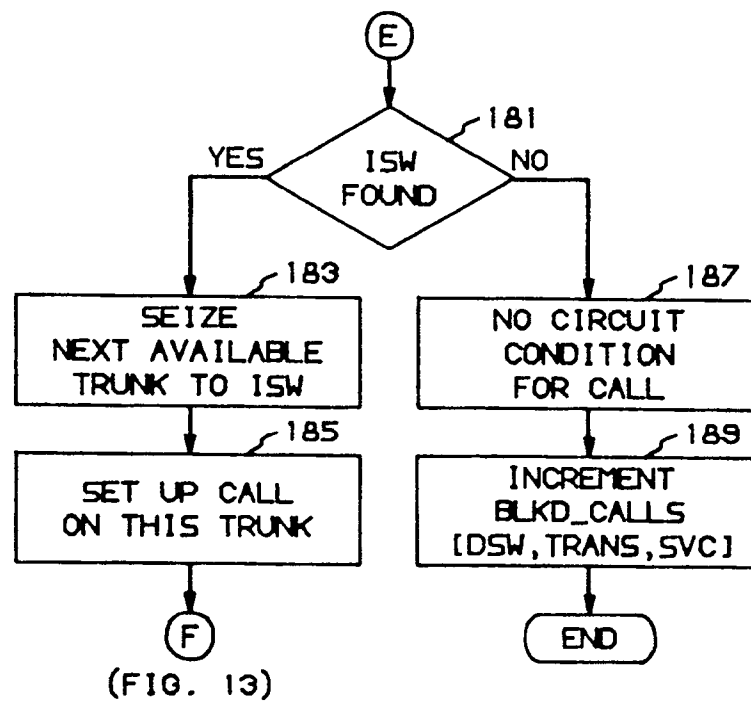 E
181
YES
ISW
FOUND
NO
183
SEIZE
NEXT AVAILABLE
TRUNK TO ISW
187
NO CIRCUIT
CONDITION
FOR CALL
185
SET UP CALL
ON THIS TRUNK
189
INCREMENT
BLKD_CALLS
[DSW,TRANS,SVC]
F
(FIG. 13)
END